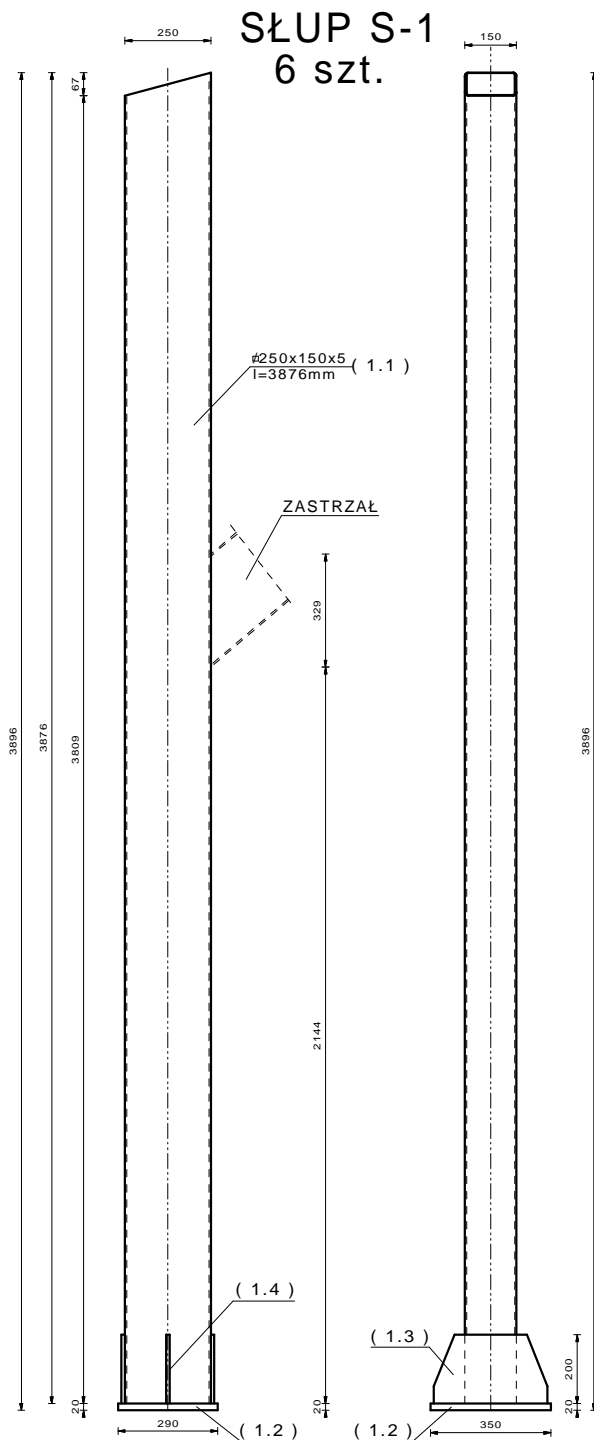 SŁUP S-1
6 szt.
250
150
67
⌀250x150x5
l=3876mm
( 1.1 )
ZASTRZAŁ
329
3896
3876
3809
3896
2144
( 1.4 )
( 1.3 )
200
20
20
20
290
( 1.2 )
( 1.2 )
350